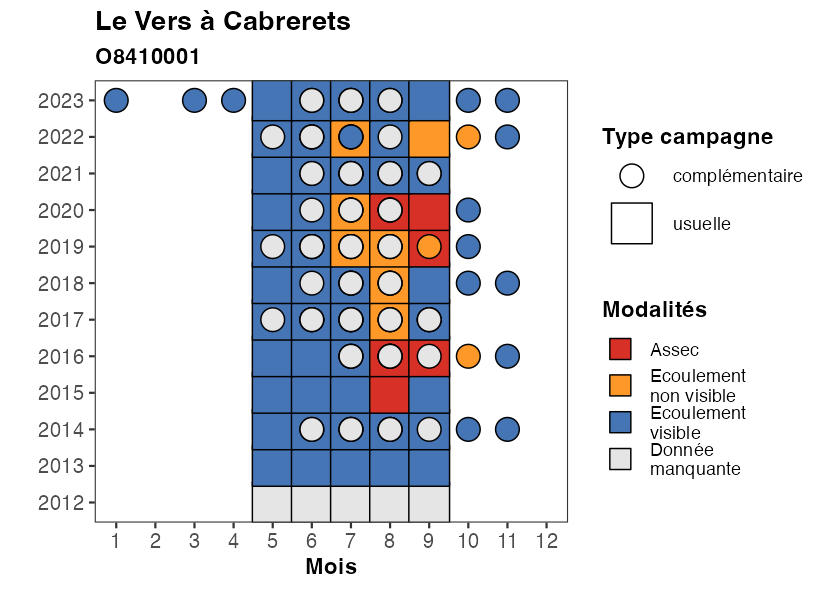 Le Vers à Cabrerets
O8410001
2023
2022
2021
2020
2019
2018
2017
2016
2015
2014
2013
2012
1 2 3 4 5 6 7 8 9 10 11 12
Mois
Type campagne
complémentaire
usuelle
Modalités
Assec
Ecoulement
non visible
Ecoulement
visible
Donnée
manquante